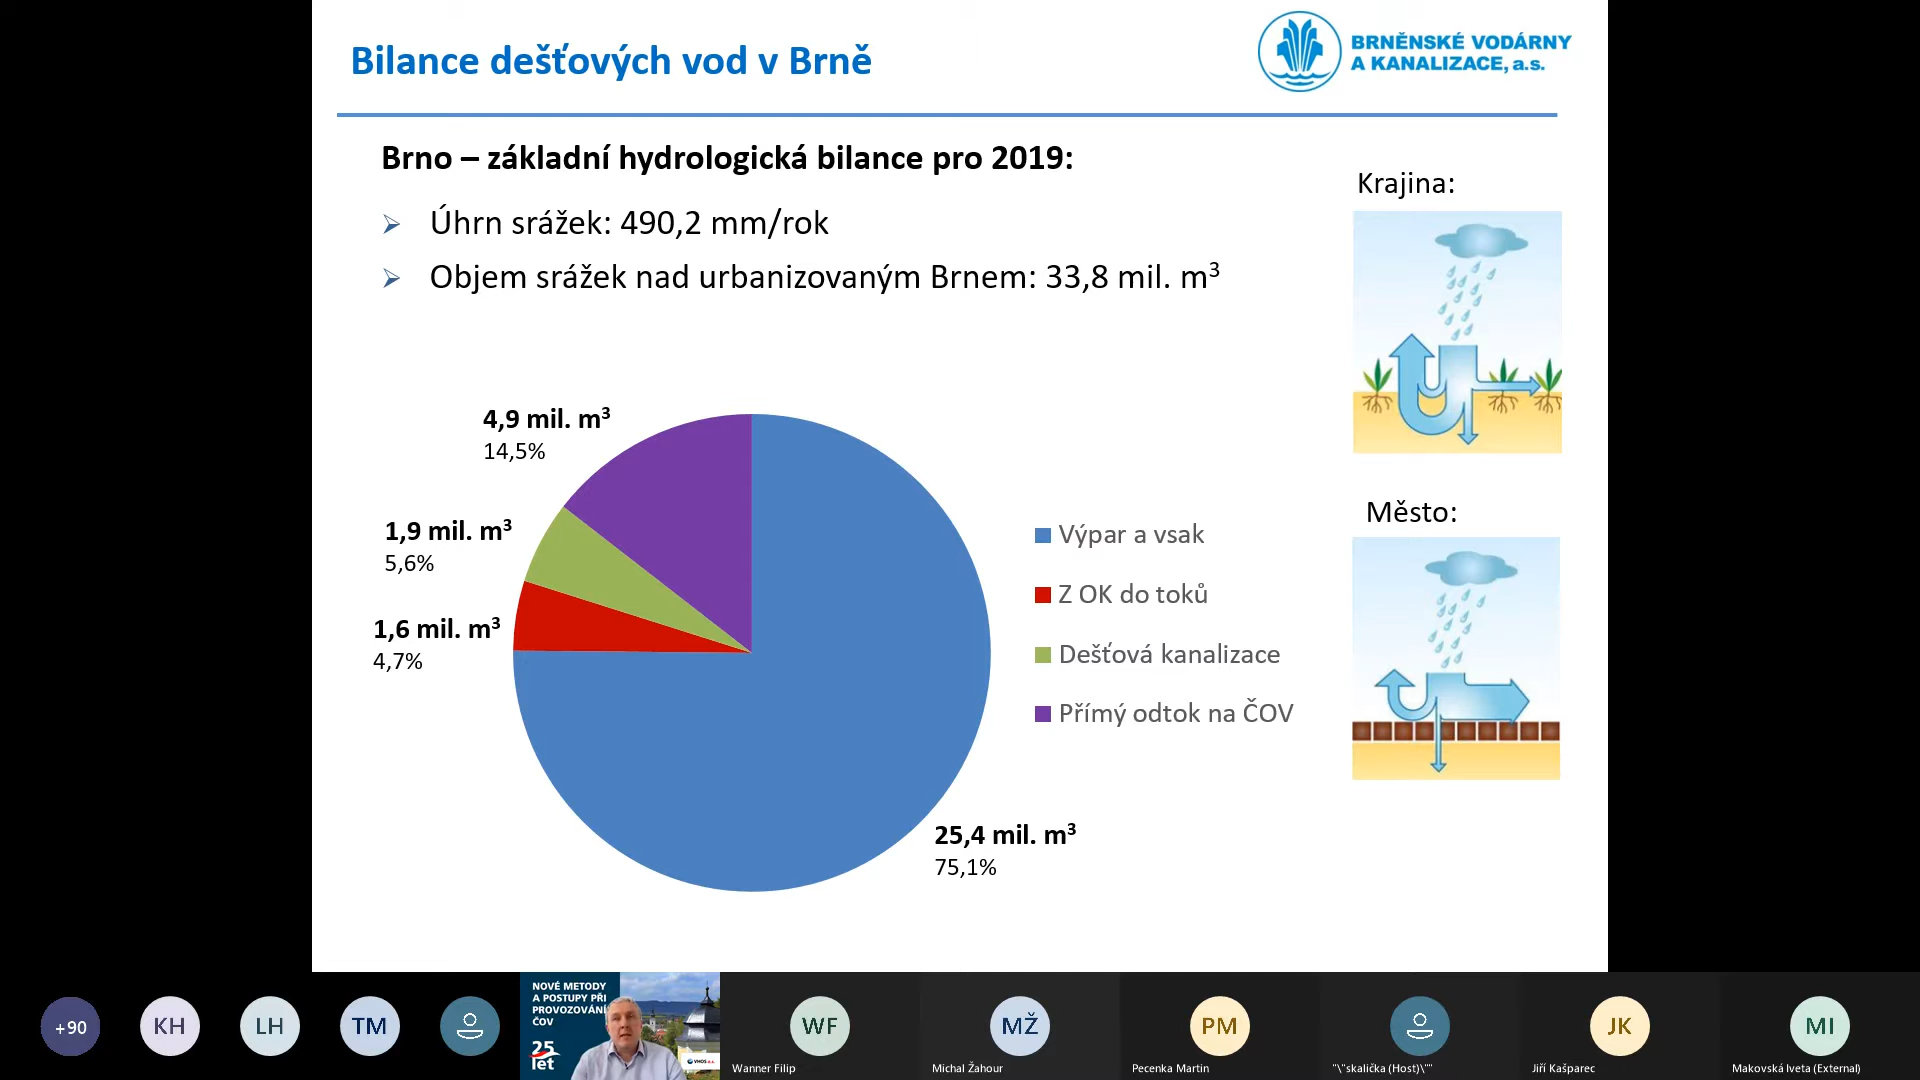 Bilance dešťových vod v Brně
BRNĚNSKÉ VODÁRNY
A KANALIZACE, a.s.
Brno – základní hydrologická bilance pro 2019:
Úhrn srážek: 490,2 mm/rok
Objem srážek nad urbanizovaným Brnem: 33,8 mil. m³
Krajina:
4,9 mil. m³
14,5%
1,9 mil. m³
5,6%
1,6 mil. m³
4,7%
25,4 mil. m³
75,1%
Výpar a vsak
Z OK do toků
Dešťová kanalizace
Přímý odtok na ČOV
Město:
+90
KH
LH
TM
NOVÉ METODY
A POSTUPY PŘI
PROVOZOVÁNÍ
ČOV
25
let
VHOS a.s.
WF
Wanner Filip
MŽ
Michal Žahour
PM
Pecenka Martin
"\"skalička (Host)\""
JK
Jiří Kašparec
MI
Makovská Iveta (External)